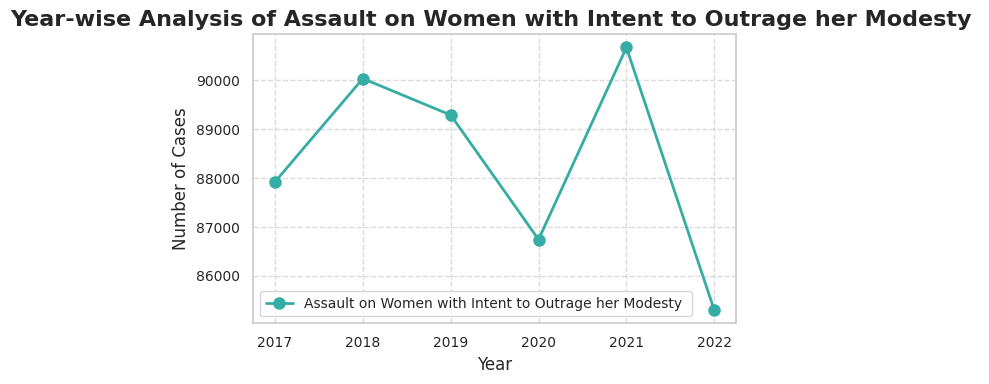 Year-wise Analysis of Assault on Women with Intent to Outrage her Modesty
Number of Cases
90000
89000
88000
87000
86000
Assault on Women with Intent to Outrage her Modesty
2017 2018 2019 2020 2021 2022
Year